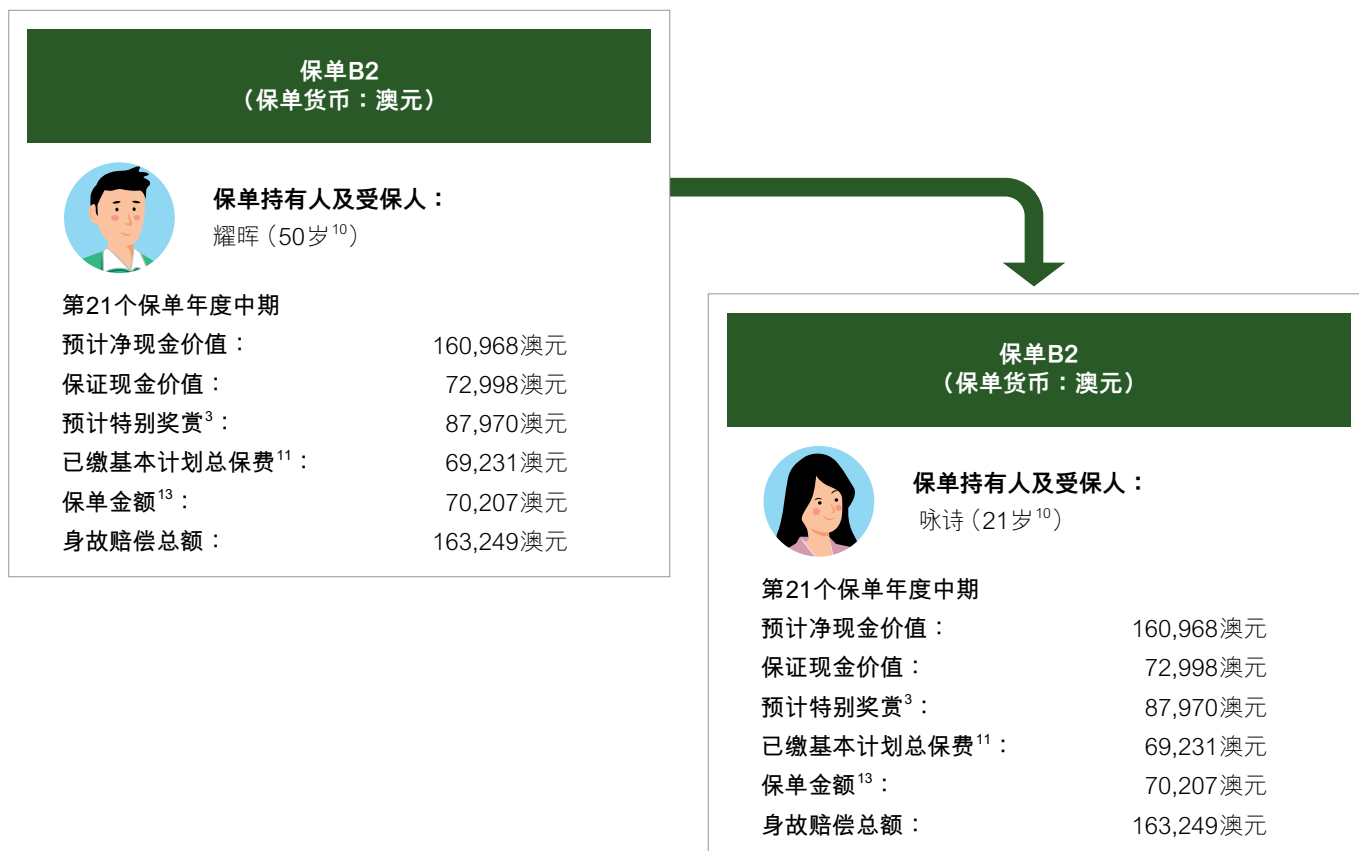 保单B2
（保单货币：澳元）
保单持有人及受保人：
耀晖（50岁¹⁰）
第21个保单年度中期
预计净现金价值： 160,968澳元
保证现金价值： 72,998澳元
预计特别奖赏³： 87,970澳元
已缴基本计划总保费¹¹： 69,231澳元
保单金额¹³： 70,207澳元
身故赔偿总额： 163,249澳元
保单B2
（保单货币：澳元）
保单持有人及受保人：
咏诗（21岁¹⁰）
第21个保单年度中期
预计净现金价值： 160,968澳元
保证现金价值： 72,998澳元
预计特别奖赏³： 87,970澳元
已缴基本计划总保费¹¹： 69,231澳元
保单金额¹³： 70,207澳元
身故赔偿总额： 163,249澳元